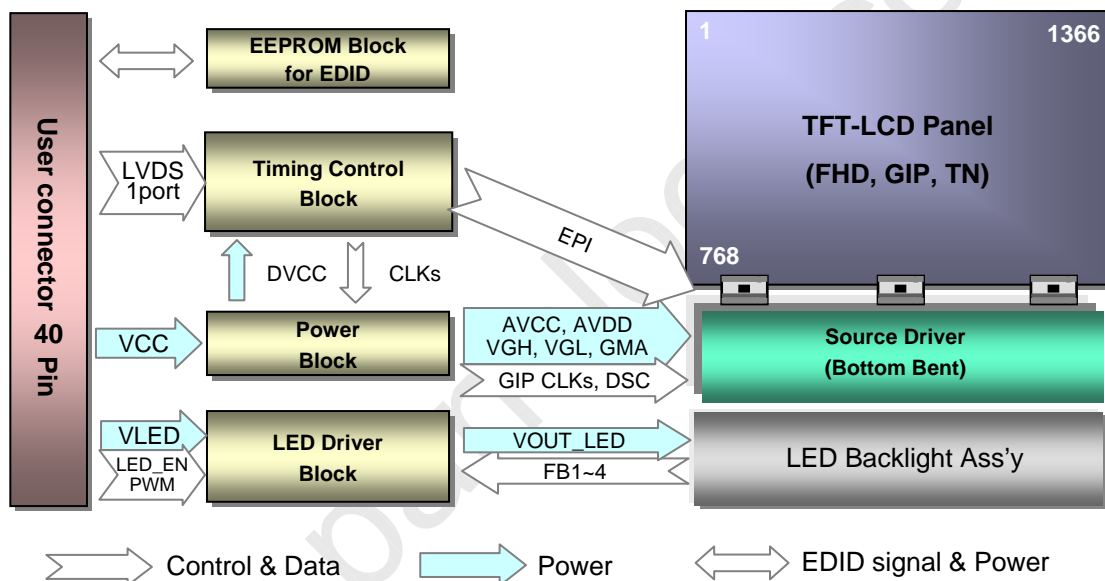 User connector 40 Pin
EEPROM Block
for EDID
LVDS
1port
Timing Control
Block
DVCC
CLKs
EPI
VCC
Power
Block
AVCC, AVDD
VGH, VGL, GMA
GIP CLKs, DSC
VLED
LED_EN
PWM
LED Driver
Block
VOUT_LED
FB1~4
1
1366
TFT-LCD Panel
(FHD, GIP, TN)
768
Source Driver
(Bottom Bent)
LED Backlight Ass'y
Control & Data
Power
EDID signal & Power